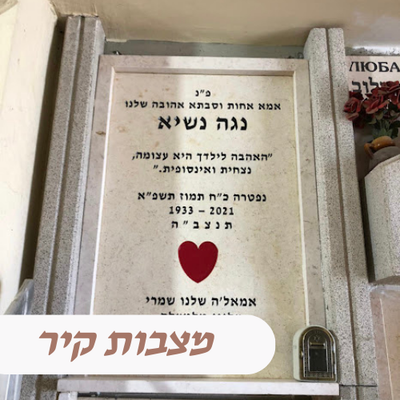 פ"נ
אמא אחות וסבתא אהובה שלנו
נגה נשיא
"האהבה לילדך היא עצומה,
נצחית ואינסופית."
נפטרה כ"ח תמוז תשפ"א
1933 – 2021
ת נ צ ב " ה
אמאל'ה שלנו שמרי
ЛЮБА
מצבות קיר